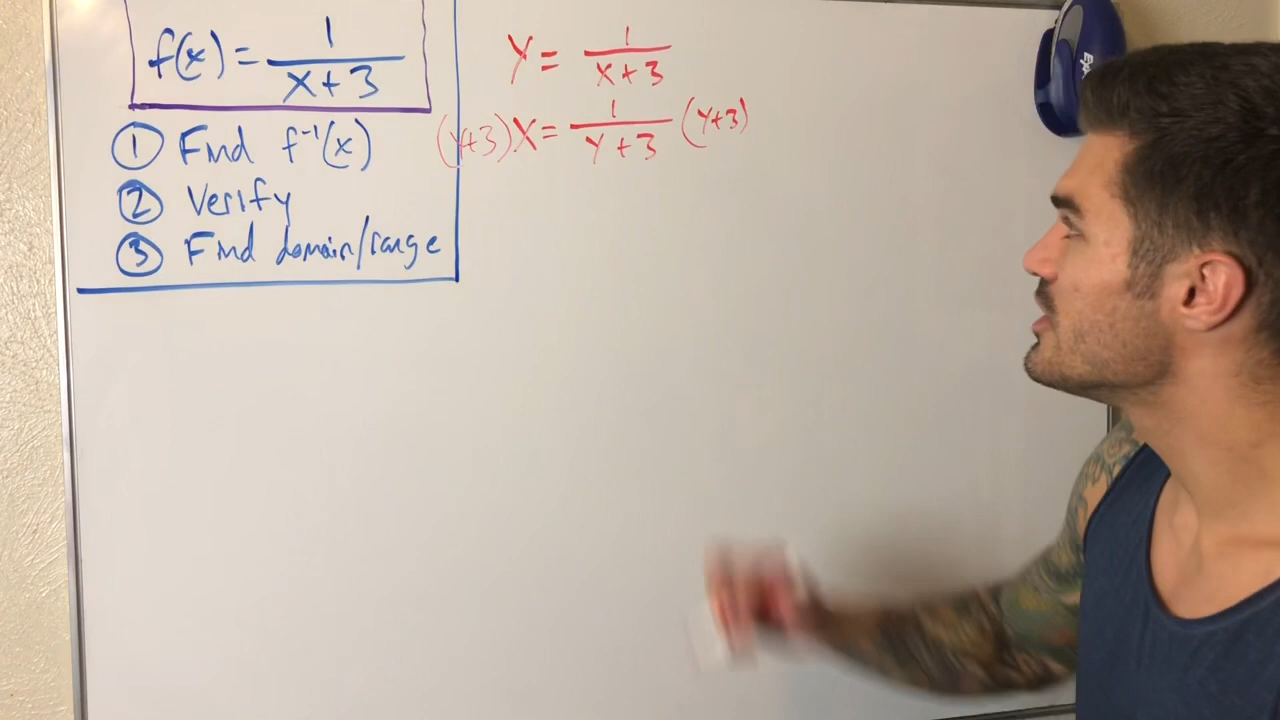 f(x) = 1/(x+3)
① Find f⁻¹(x)
② Verify
③ Find domain/range
y = 1/(x+3)
(y+3) x = 1/(y+3) (y+3)